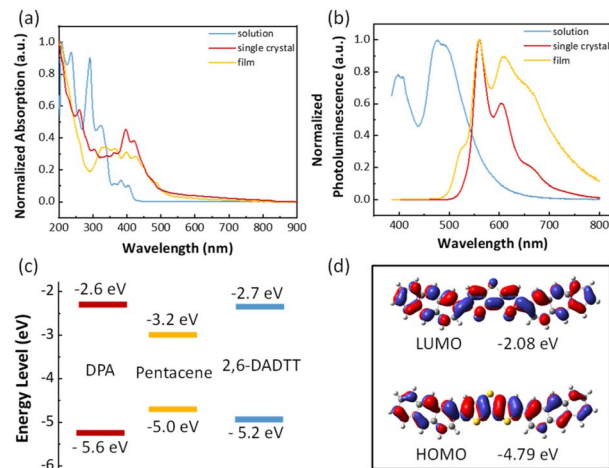 (a)
Normalized Absorption (a.u.)
1.0
0.8
0.6
0.4
0.2
0.0
solution
single crystal
film
200 300 400 500 600 700 800 900
Wavelength (nm)
(b)
Normalized
Photoluminescence (a.u.)
1.0
0.8
0.6
0.4
0.2
0.0
solution
single crystal
film
400 500 600 700 800
Wavelength (nm)
(c)
Energy Level (eV)
-2
-3
-4
-5
-6
-2.6 eV
DPA
-5.6 eV
-3.2 eV
Pentacene
-5.0 eV
-2.7 eV
2,6-DADTT
-5.2 eV
(d)
LUMO -2.08 eV
HOMO -4.79 eV